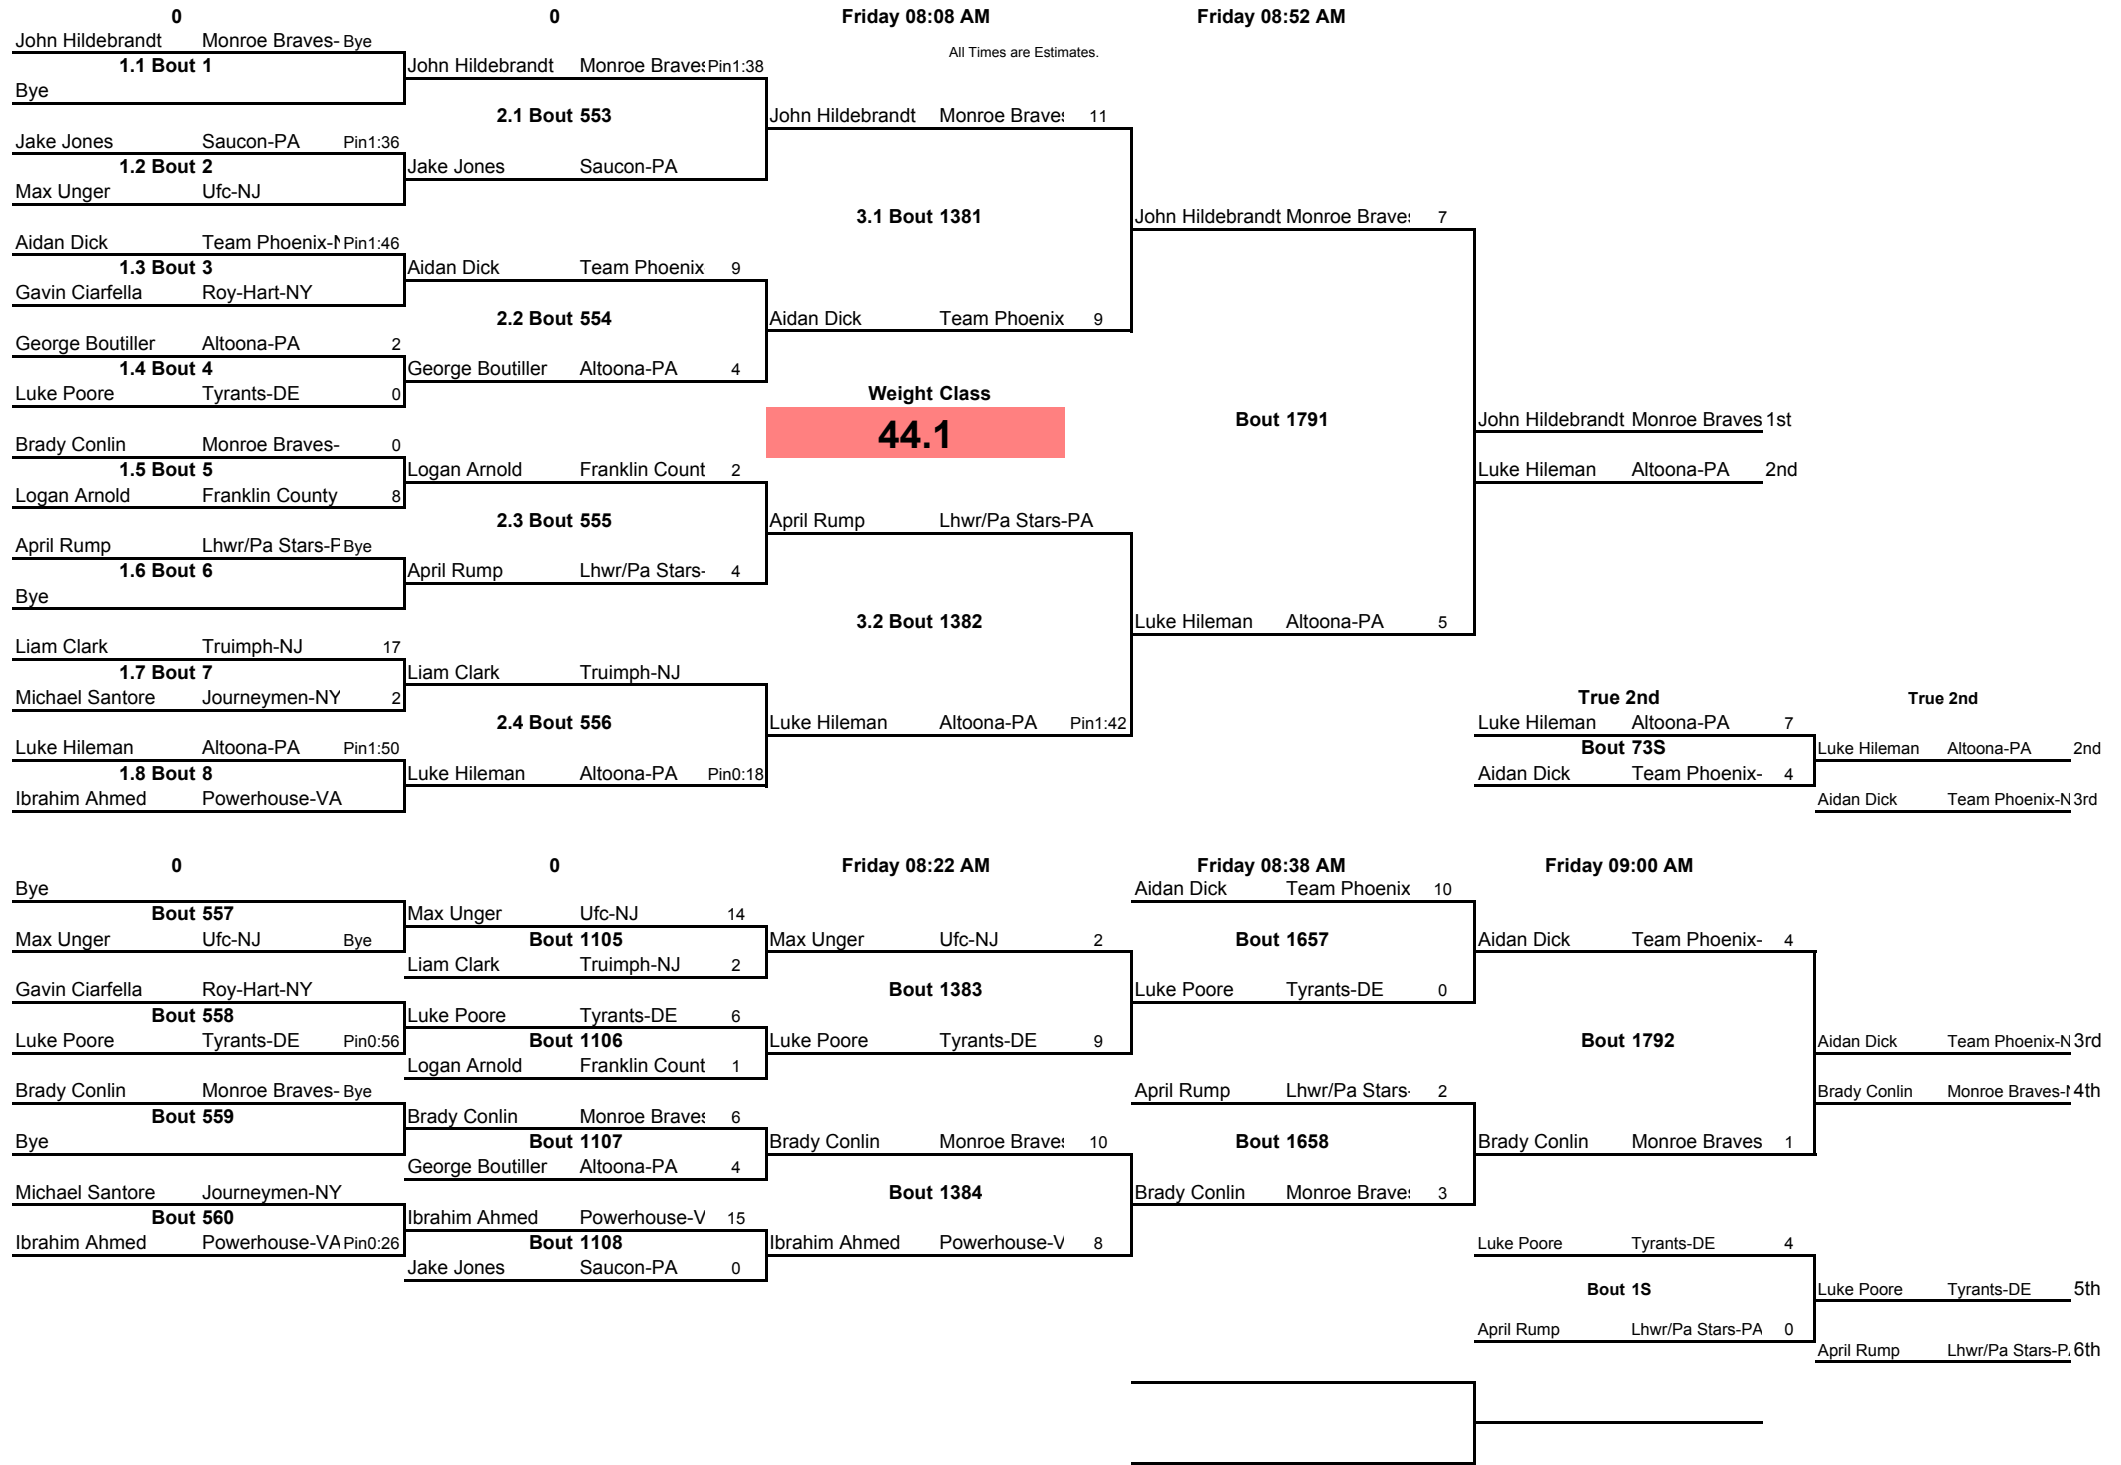 0 0 Friday 08:08 AM Friday 08:52 AM
John Hildebrandt Monroe Braves- Bye
All Times are Estimates.
1.1 Bout 1 John Hildebrandt Monroe Braves Pin1:38
Bye
2.1 Bout 553 John Hildebrandt Monroe Braves 11
Jake Jones Saucon-PA Pin1:36
1.2 Bout 2 Jake Jones Saucon-PA
Max Unger Ufc-NJ
3.1 Bout 1381 John Hildebrandt Monroe Braves 7
Aidan Dick Team Phoenix-N Pin1:46
1.3 Bout 3 Aidan Dick Team Phoenix 9
Gavin Ciarfella Roy-Hart-NY
2.2 Bout 554 Aidan Dick Team Phoenix 9
George Boutiller Altoona-PA 2
1.4 Bout 4 George Boutiller Altoona-PA 4
Luke Poore Tyrants-DE 0 Weight Class
44.1 Bout 1791 John Hildebrandt Monroe Braves 1st
Brady Conlin Monroe Braves- 0
1.5 Bout 5 Logan Arnold Franklin Count 2 Luke Hileman Altoona-PA 2nd
Logan Arnold Franklin County 8
2.3 Bout 555 April Rump Lhwr/Pa Stars-PA
April Rump Lhwr/Pa Stars-P Bye
1.6 Bout 6 April Rump Lhwr/Pa Stars- 4
Bye
3.2 Bout 1382 Luke Hileman Altoona-PA 5
Liam Clark Truimph-NJ 17
1.7 Bout 7 Liam Clark Truimph-NJ
Michael Santore Journeymen-NY 2 True 2nd True 2nd
2.4 Bout 556 Luke Hileman Altoona-PA Pin1:42 Luke Hileman Altoona-PA 7
Luke Hileman Altoona-PA Pin1:50 Bout 73S Luke Hileman Altoona-PA 2nd
1.8 Bout 8 Luke Hileman Altoona-PA Pin0:18 Aidan Dick Team Phoenix- 4
Ibrahim Ahmed Powerhouse-VA Aidan Dick Team Phoenix-N 3rd
0 0 Friday 08:22 AM Friday 08:38 AM Friday 09:00 AM
Bye Aidan Dick Team Phoenix 10
Bout 557 Max Unger Ufc-NJ 14
Max Unger Ufc-NJ Bye Bout 1105 Max Unger Ufc-NJ 2 Bout 1657 Aidan Dick Team Phoenix- 4
Liam Clark Truimph-NJ 2
Gavin Ciarfella Roy-Hart-NY Bout 1383 Luke Poore Tyrants-DE 0
Bout 558 Luke Poore Tyrants-DE 6
Luke Poore Tyrants-DE Pin0:56 Bout 1106 Luke Poore Tyrants-DE 9 Bout 1792 Aidan Dick Team Phoenix-N 3rd
Logan Arnold Franklin Count 1
Brady Conlin Monroe Braves- Bye April Rump Lhwr/Pa Stars- 2 Brady Conlin Monroe Braves-N 4th
Bout 559 Brady Conlin Monroe Braves 6
Bye Bout 1107 Brady Conlin Monroe Braves 10 Bout 1658 Brady Conlin Monroe Braves 1
George Boutiller Altoona-PA 4
Michael Santore Journeymen-NY Bout 1384 Brady Conlin Monroe Braves 3
Bout 560 Ibrahim Ahmed Powerhouse-V 15
Ibrahim Ahmed Powerhouse-VA Pin0:26 Bout 1108 Ibrahim Ahmed Powerhouse-V 8 Luke Poore Tyrants-DE 4
Jake Jones Saucon-PA 0
Bout 1S Luke Poore Tyrants-DE 5th
April Rump Lhwr/Pa Stars-PA 0
April Rump Lhwr/Pa Stars-P 6th